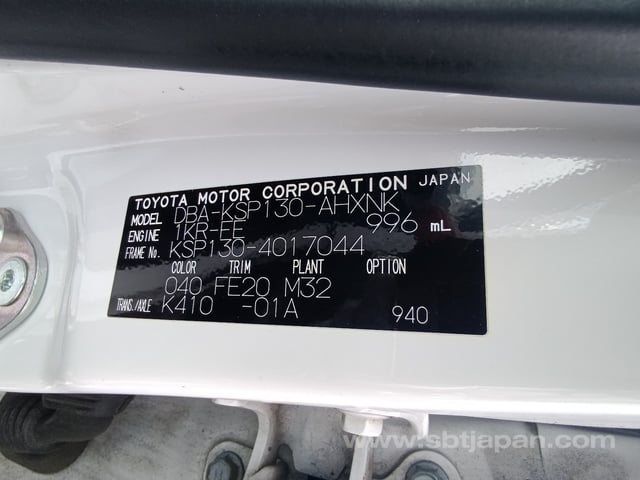 TOYOTA MOTOR CORPORATION JAPAN
MODEL DBA-KSP130-AHXNK
ENGINE 1KR-FE 996 mL
FRAME No. KSP130-4017044
COLOR TRIM PLANT OPTION
040 FE20 M32
TRANS./AXLE K410 -01A 940
www.sbtjapan.com